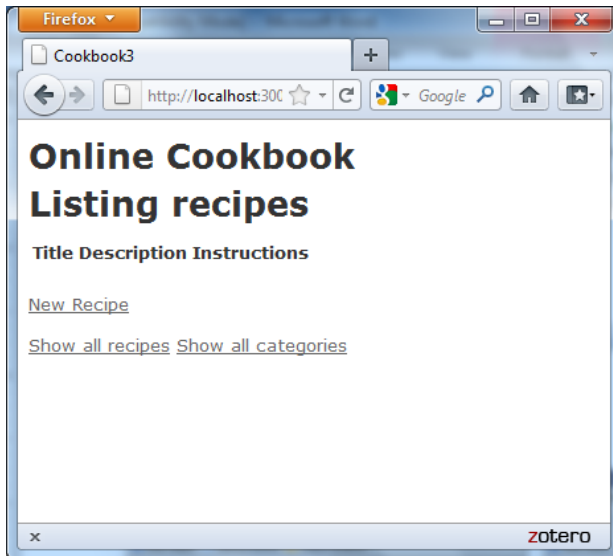 Firefox
Cookbook3
http://localhost:300
Google
Online Cookbook
Listing recipes
Title Description Instructions
New Recipe
Show all recipes Show all categories
x
zotero